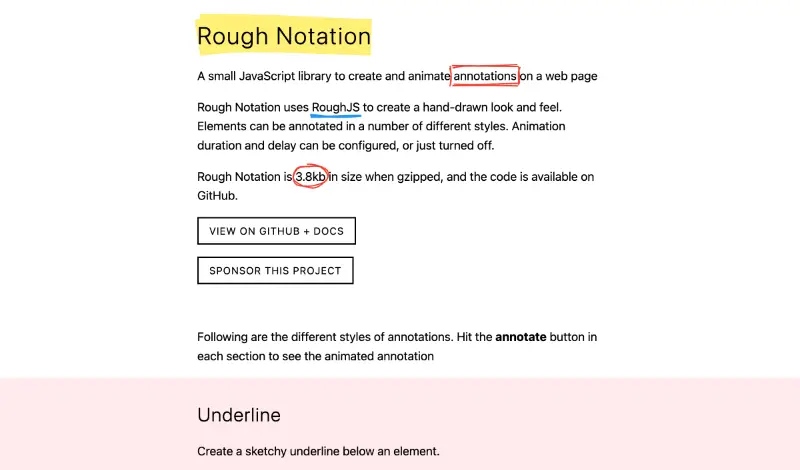 Rough Notation
A small JavaScript library to create and animate annotations on a web page
Rough Notation uses RoughJS to create a hand-drawn look and feel.
Elements can be annotated in a number of different styles. Animation
duration and delay can be configured, or just turned off.
Rough Notation is 3.8kb in size when gzipped, and the code is available on
GitHub.
VIEW ON GITHUB + DOCS
SPONSOR THIS PROJECT
Following are the different styles of annotations. Hit the annotate button in
each section to see the animated annotation
Underline
Create a sketchy underline below an element.